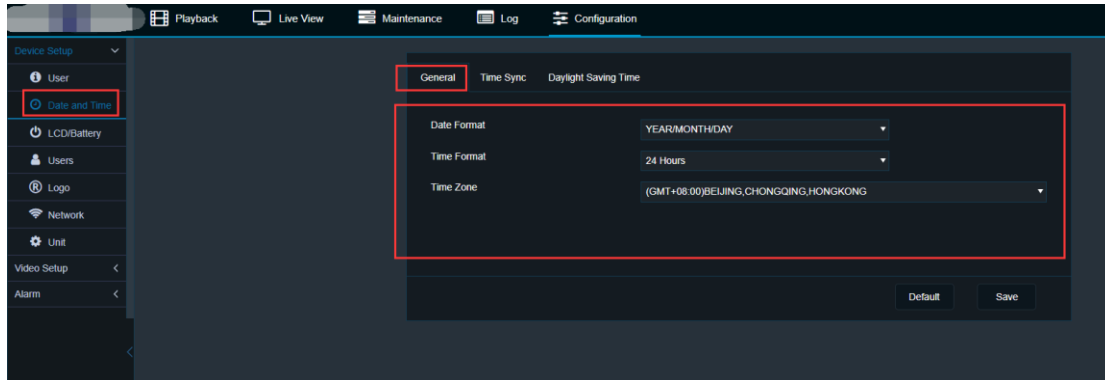 Playback Live View Maintenance Log Configuration
Device Setup
User
Date and Time
LCD/Battery
Users
® Logo
Network
Unit
Video Setup
Alarm
General Time Sync Daylight Saving Time
Date Format YEAR/MONTH/DAY
Time Format 24 Hours
Time Zone (GMT+08:00)BEIJING,CHONGQING,HONGKONG
Default Save